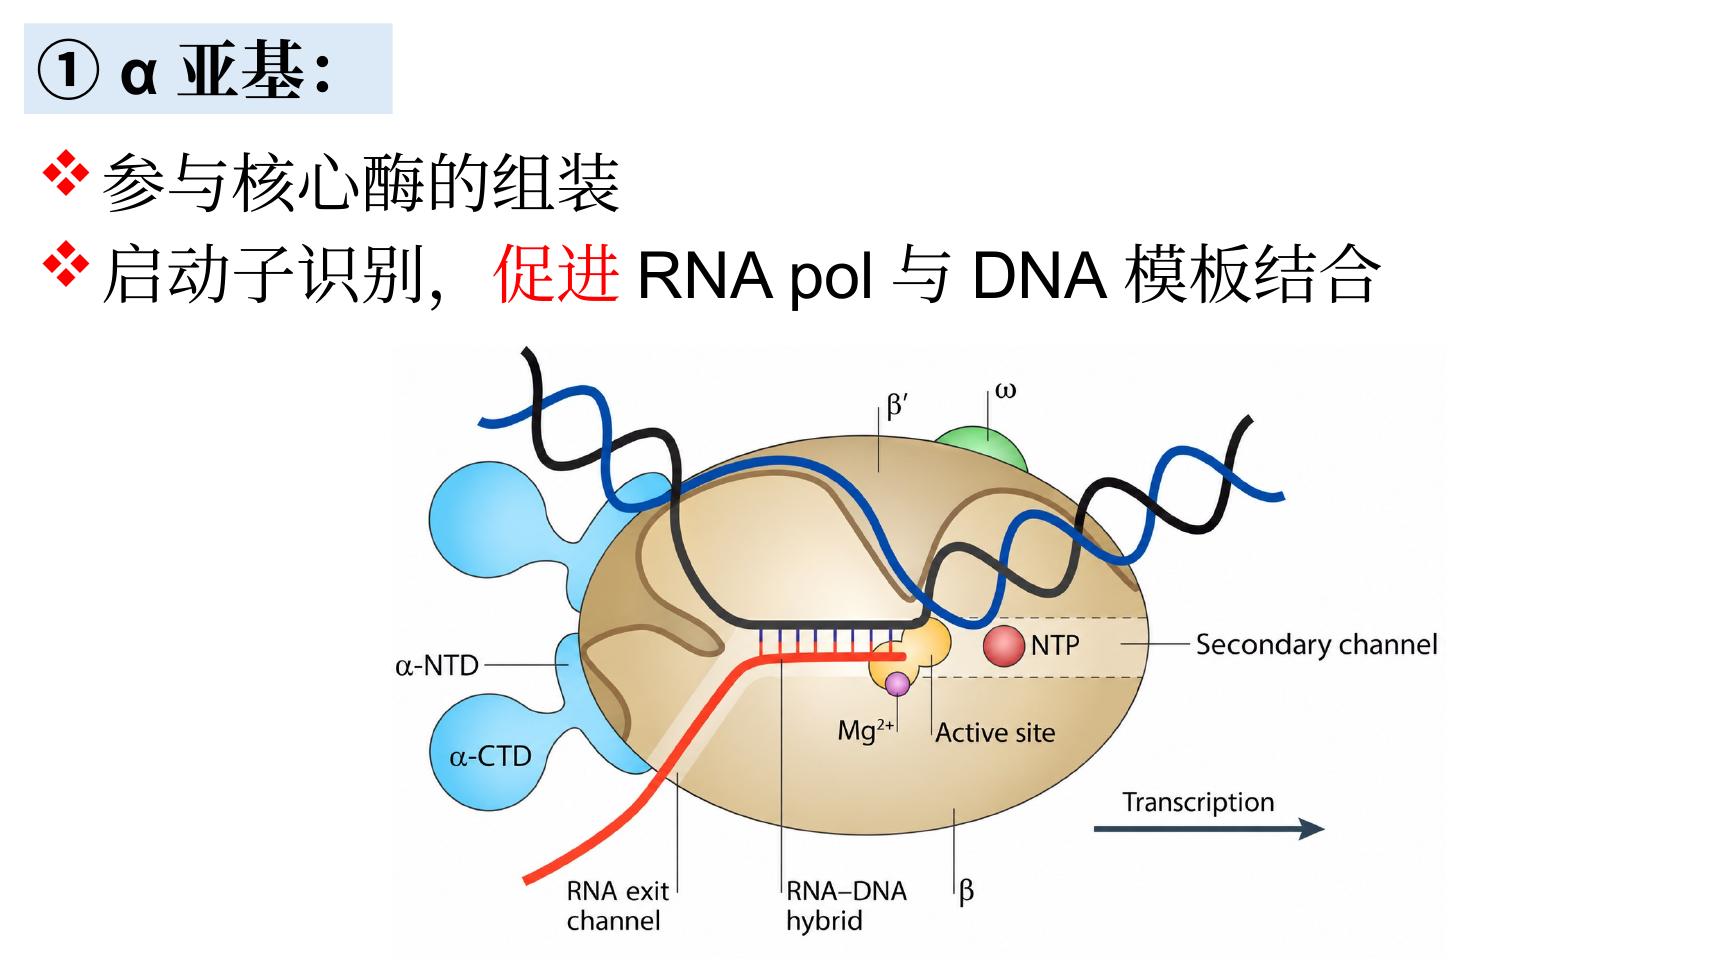 ① α 亚基：
❖参与核心酶的组装
❖启动子识别，促进 RNA pol 与 DNA 模板结合
β′
ω
α-NTD
NTP
Secondary channel
Mg²⁺
Active site
α-CTD
Transcription
RNA exit
channel
RNA–DNA
hybrid
β